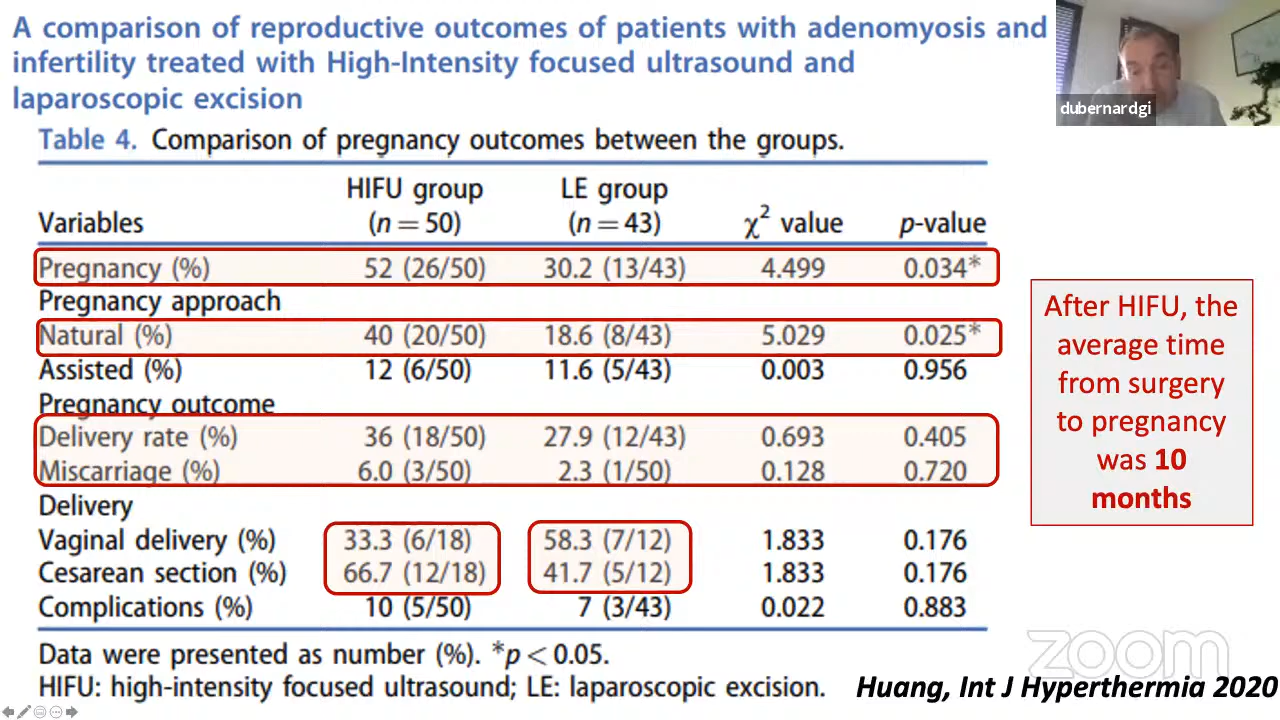 A comparison of reproductive outcomes of patients with adenomyosis and
infertility treated with High-Intensity focused ultrasound and
laparoscopic excision
dubernardgi
Table 4. Comparison of pregnancy outcomes between the groups.
Variables HIFU group (n = 50) LE group (n = 43) χ² value p-value
Pregnancy (%) 52 (26/50) 30.2 (13/43) 4.499 0.034*
Pregnancy approach
Natural (%) 40 (20/50) 18.6 (8/43) 5.029 0.025*
Assisted (%) 12 (6/50) 11.6 (5/43) 0.003 0.956
Pregnancy outcome
Delivery rate (%) 36 (18/50) 27.9 (12/43) 0.693 0.405
Miscarriage (%) 6.0 (3/50) 2.3 (1/50) 0.128 0.720
Delivery
Vaginal delivery (%) 33.3 (6/18) 58.3 (7/12) 1.833 0.176
Cesarean section (%) 66.7 (12/18) 41.7 (5/12) 1.833 0.176
Complications (%) 10 (5/50) 7 (3/43) 0.022 0.883
Data were presented as number (%). *p < 0.05.
HIFU: high-intensity focused ultrasound; LE: laparoscopic excision.
After HIFU, the
average time
from surgery
to pregnancy
was 10
months
zoom
Huang, Int J Hyperthermia 2020